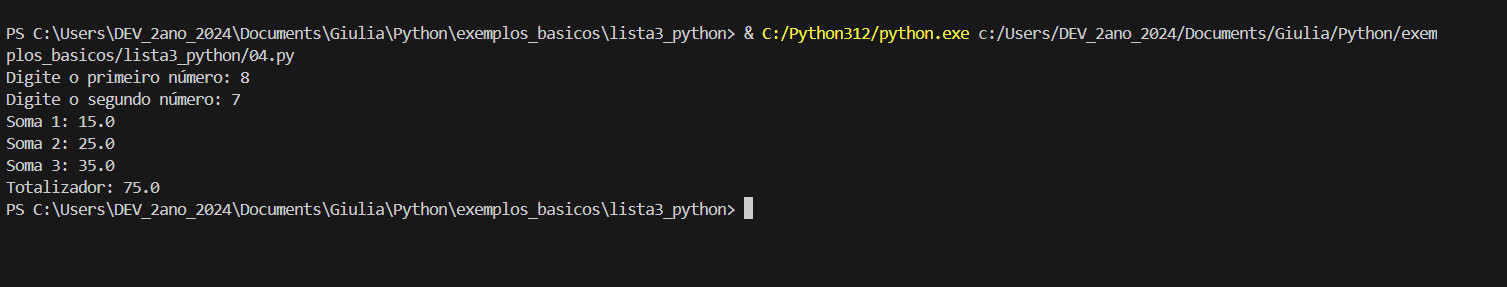 PS C:\Users\DEV_2ano_2024\Documents\Giulia\Python\exemplos_basicos\lista3_python> & C:/Python312/python.exe c:/Users/DEV_2ano_2024/Documents/Giulia/Python/exem
plos_basicos/lista3_python/04.py
Digite o primeiro número: 8
Digite o segundo número: 7
Soma 1: 15.0
Soma 2: 25.0
Soma 3: 35.0
Totalizador: 75.0
PS C:\Users\DEV_2ano_2024\Documents\Giulia\Python\exemplos_basicos\lista3_python>